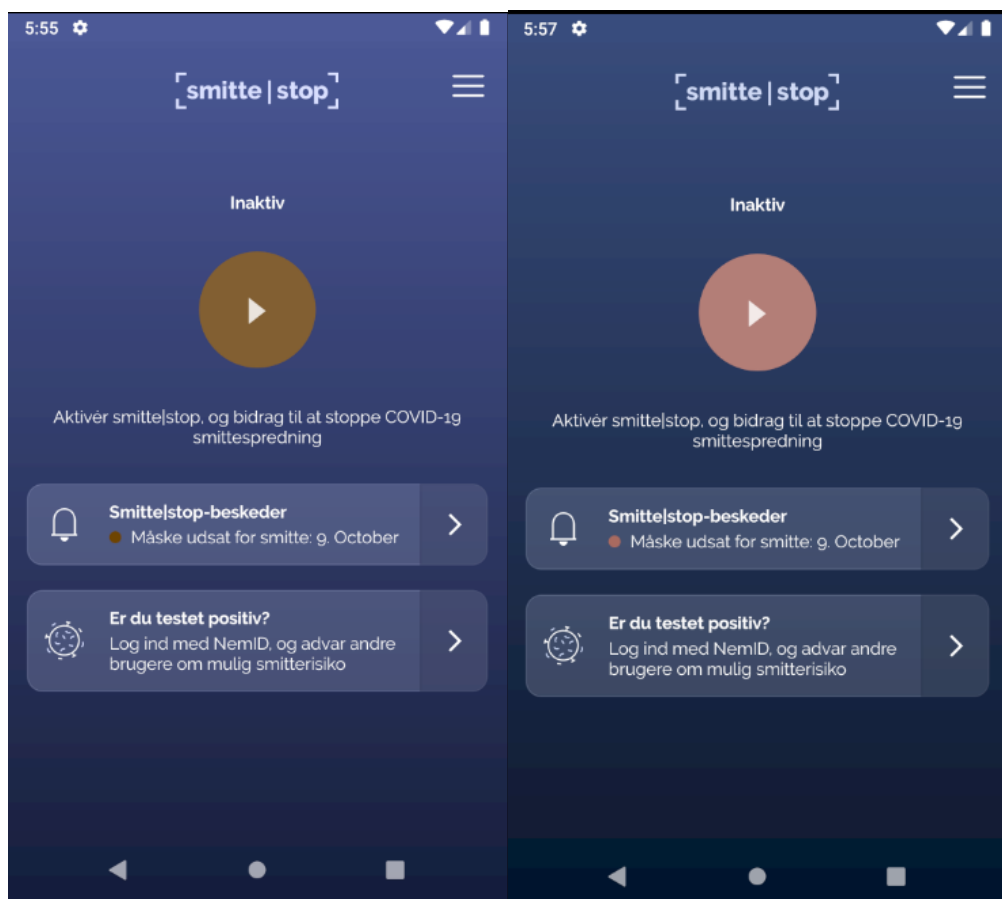 5:55
smitte|stop
Inaktiv
Aktivér smitte|stop, og bidrag til at stoppe COVID-19
smittespredning
Smitte|stop-beskeder
Måske udsat for smitte: 9. October
Er du testet positiv?
Log ind med NemID, og advar andre
brugere om mulig smitterisiko
5:57
smitte|stop
Inaktiv
Aktivér smitte|stop, og bidrag til at stoppe COVID-19
smittespredning
Smitte|stop-beskeder
Måske udsat for smitte: 9. October
Er du testet positiv?
Log ind med NemID, og advar andre
brugere om mulig smitterisiko